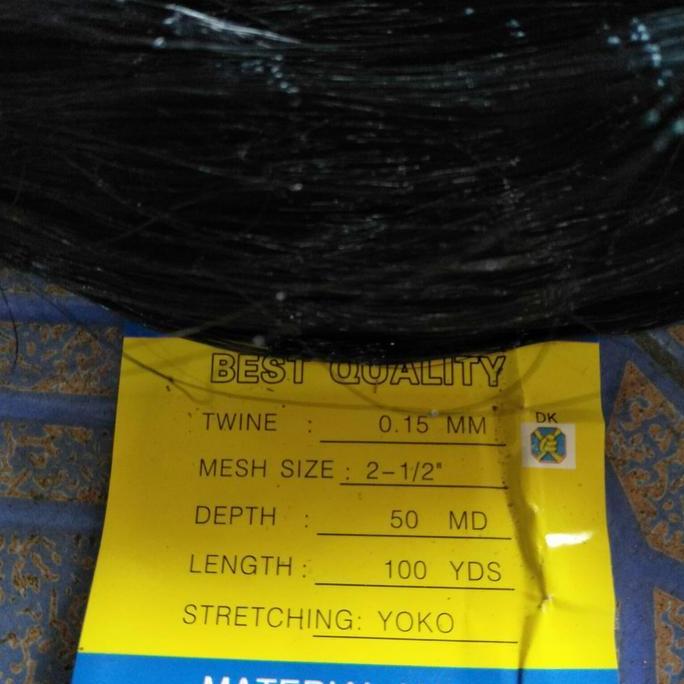 BEST QUALITY
TWINE : 0.15 MM
DK
MESH SIZE : 2-1/2"
DEPTH : 50 MD
LENGTH : 100 YDS
STRETCHING: YOKO